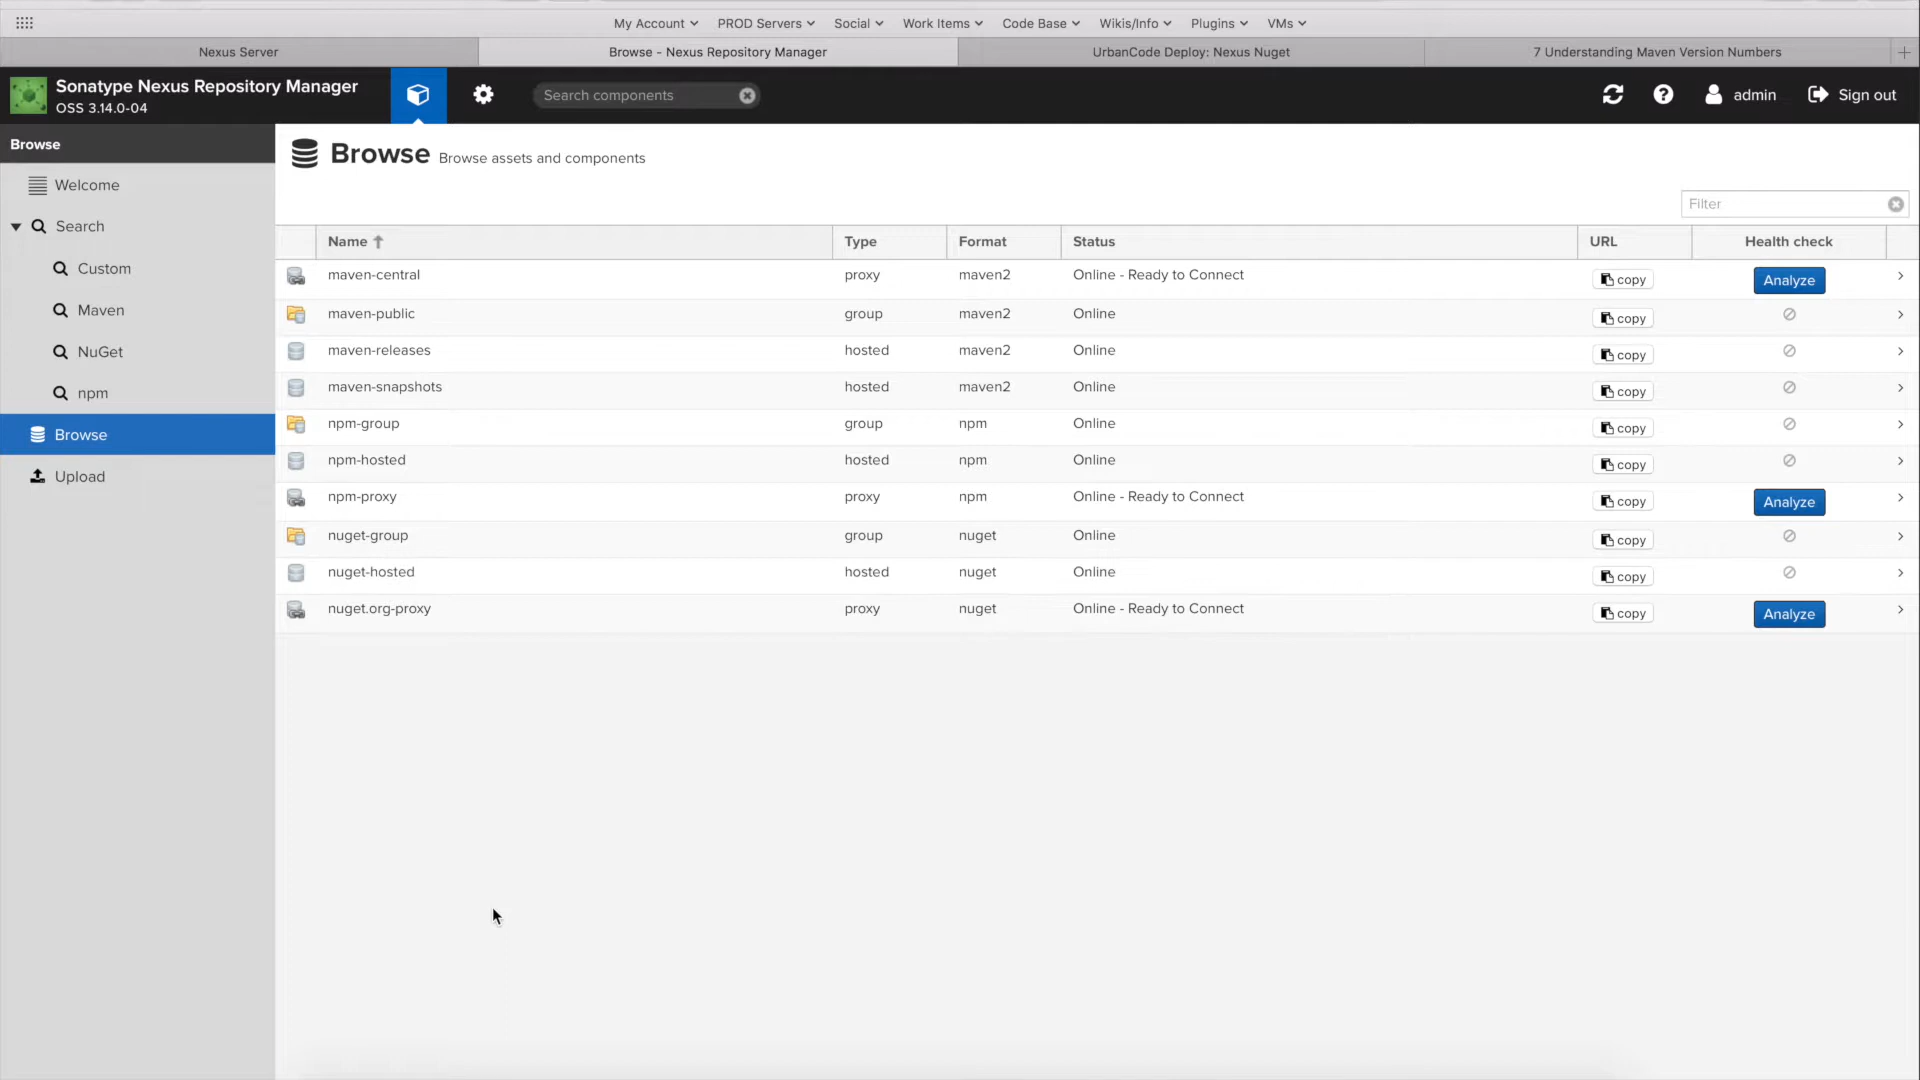 My Account PROD Servers Social Work Items Code Base Wikis/Info Plugins VMs
Nexus Server Browse - Nexus Repository Manager UrbanCode Deploy: Nexus Nuget 7 Understanding Maven Version Numbers
Sonatype Nexus Repository Manager
OSS 3.14.0-04
Search components
admin Sign out
Browse
Welcome
Search
Custom
Maven
NuGet
npm
Browse
Upload
Browse Browse assets and components
Filter
Name Type Format Status URL Health check
maven-central proxy maven2 Online - Ready to Connect copy Analyze
maven-public group maven2 Online copy
maven-releases hosted maven2 Online copy
maven-snapshots hosted maven2 Online copy
npm-group group npm Online copy
npm-hosted hosted npm Online copy
npm-proxy proxy npm Online - Ready to Connect copy Analyze
nuget-group group nuget Online copy
nuget-hosted hosted nuget Online copy
nuget.org-proxy proxy nuget Online - Ready to Connect copy Analyze